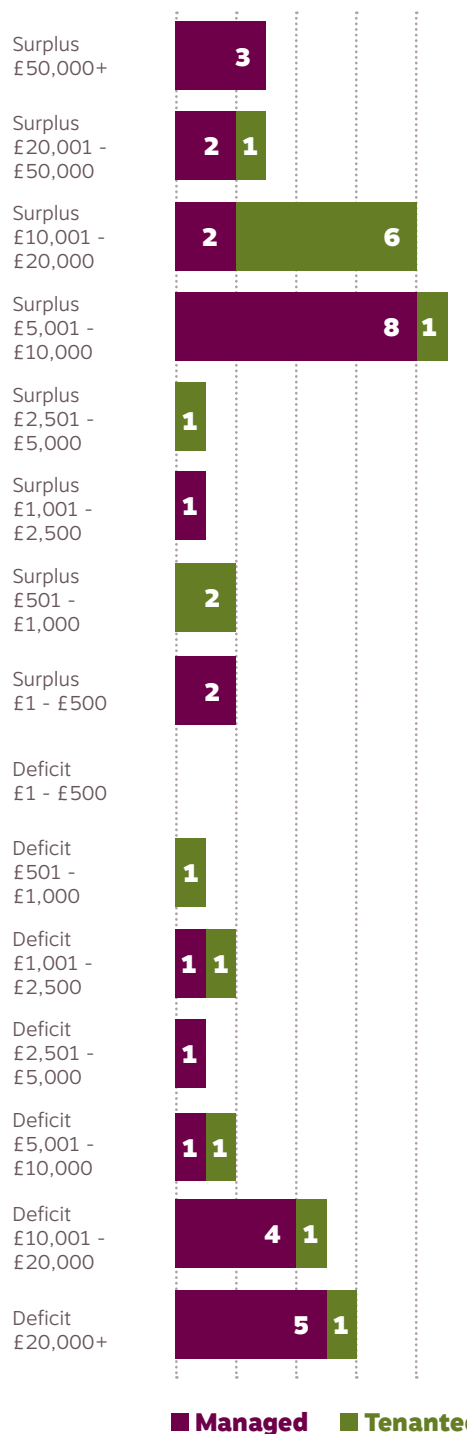 Surplus
£50,000+
3
Surplus
£20,001 -
£50,000
2 1
Surplus
£10,001 -
£20,000
2 6
Surplus
£5,001 -
£10,000
8 1
Surplus
£2,501 -
£5,000
1
Surplus
£1,001 -
£2,500
1
Surplus
£501 -
£1,000
2
Surplus
£1 - £500
2
Deficit
£1 - £500
Deficit
£501 -
£1,000
1
Deficit
£1,001 -
£2,500
1 1
Deficit
£2,501 -
£5,000
1
Deficit
£5,001 -
£10,000
1 1
Deficit
£10,001 -
£20,000
4 1
Deficit
£20,000+
5 1
Managed Tenanted